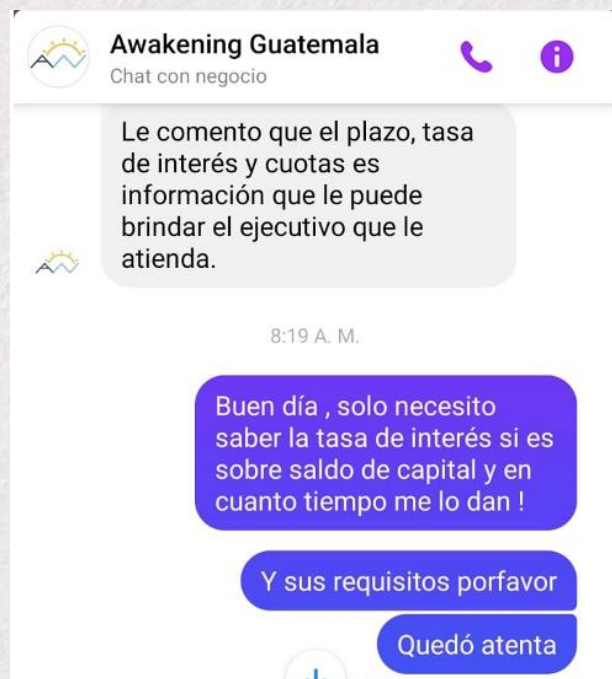 Awakening Guatemala
Chat con negocio
Le comento que el plazo, tasa
de interés y cuotas es
información que le puede
brindar el ejecutivo que le
atienda.
8:19 A. M.
Buen día , solo necesito
saber la tasa de interés si es
sobre saldo de capital y en
cuanto tiempo me lo dan !
Y sus requisitos porfavor
Quedó atenta